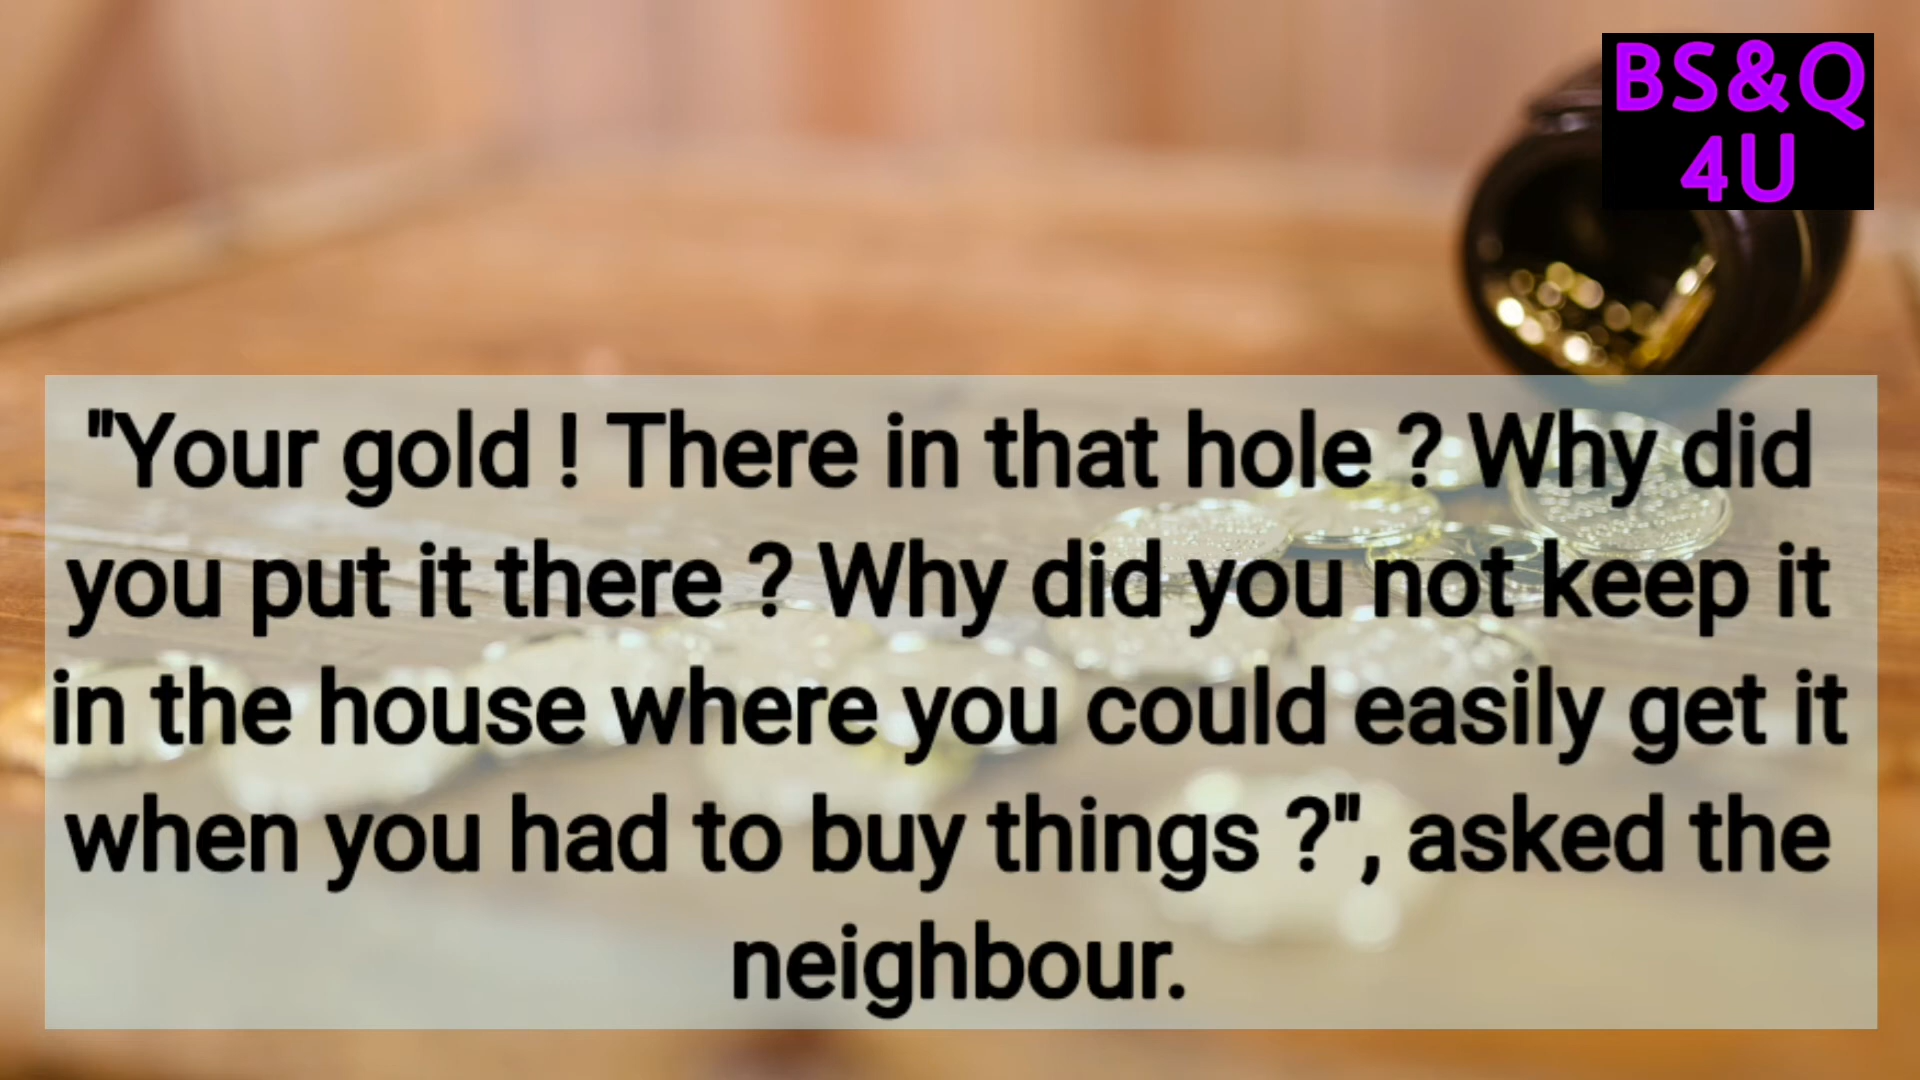 BS&Q
4U
"Your gold ! There in that hole ? Why did
you put it there ? Why did you not keep it
in the house where you could easily get it
when you had to buy things ?", asked the
neighbour.